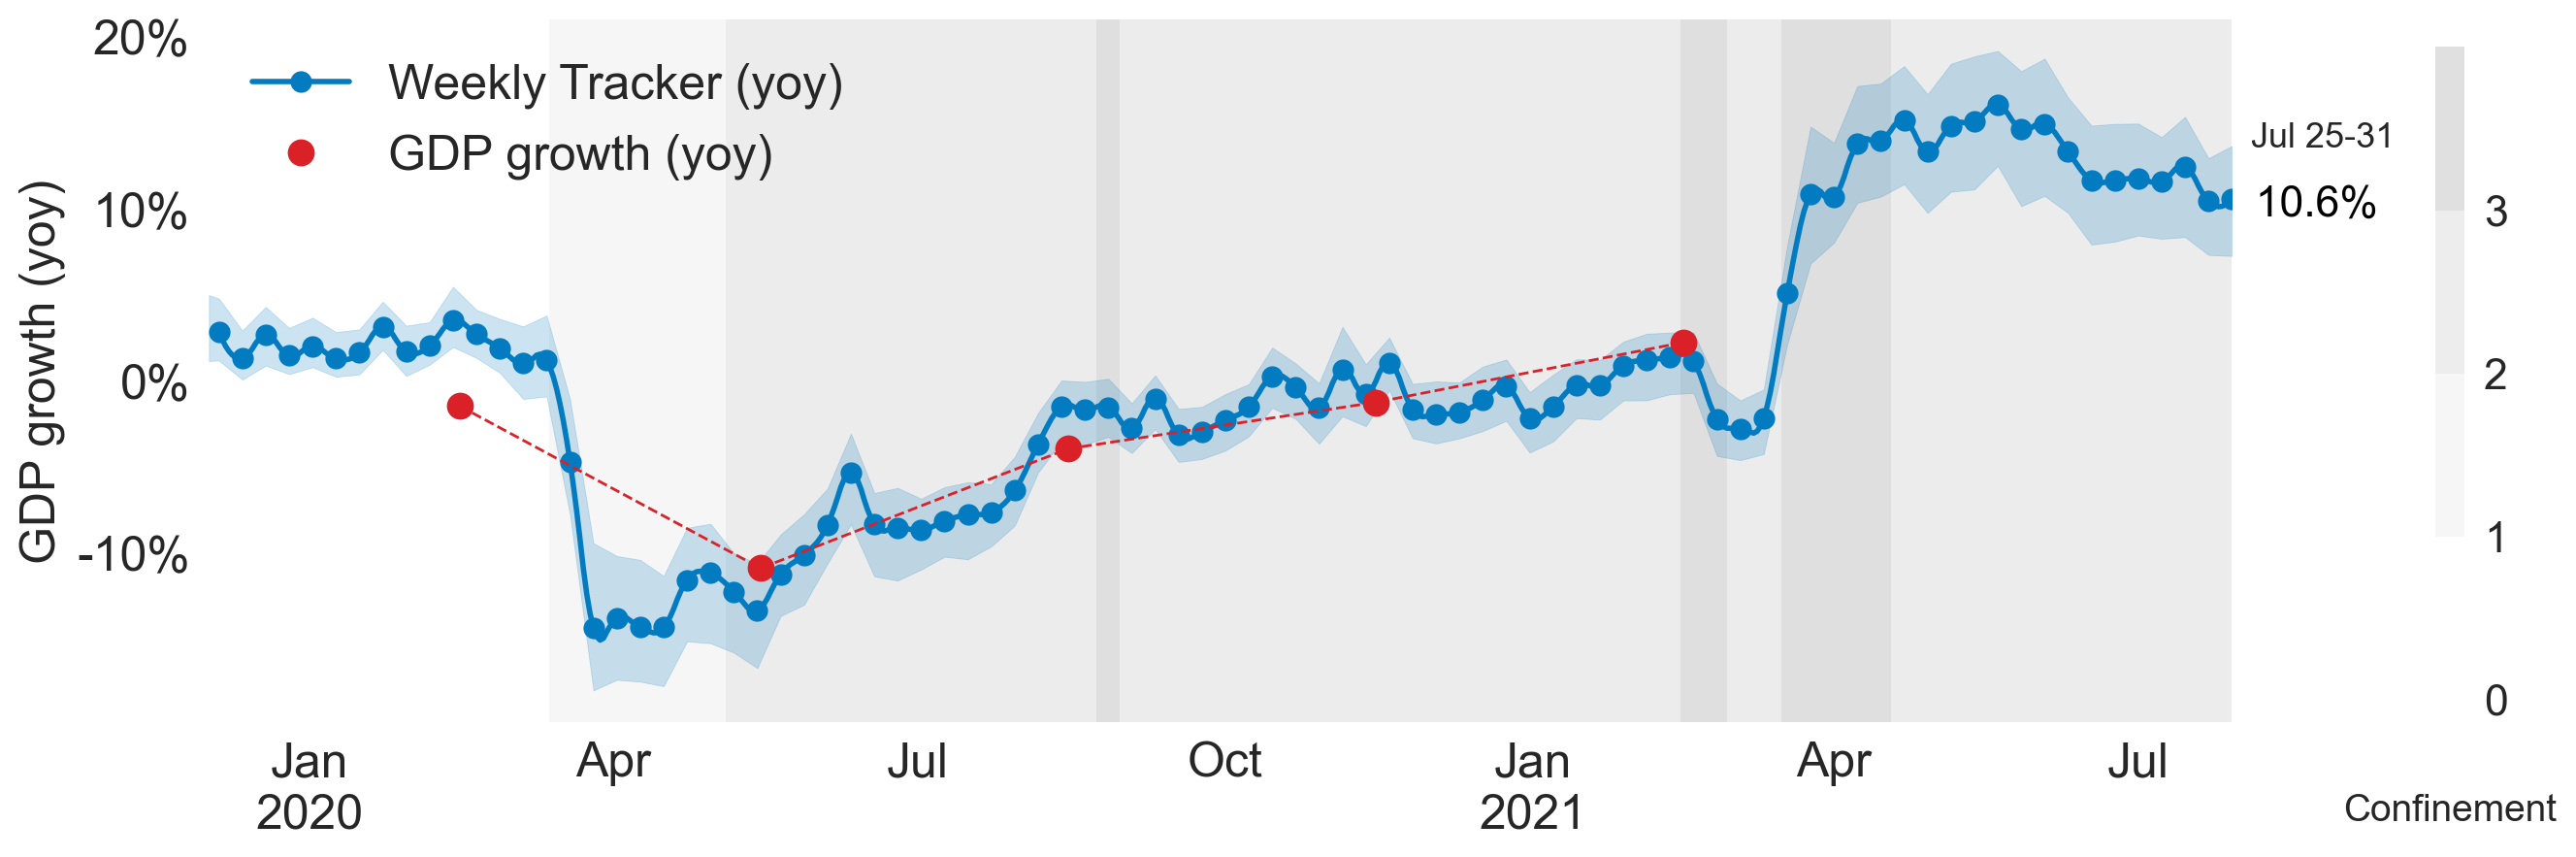 20%
10%
0%
-10%
GDP growth (yoy)
Weekly Tracker (yoy)
GDP growth (yoy)
Jan
2020
Apr
Jul
Oct
Jan
2021
Apr
Jul
Jul 25-31
10.6%
3
2
1
0
Confinement